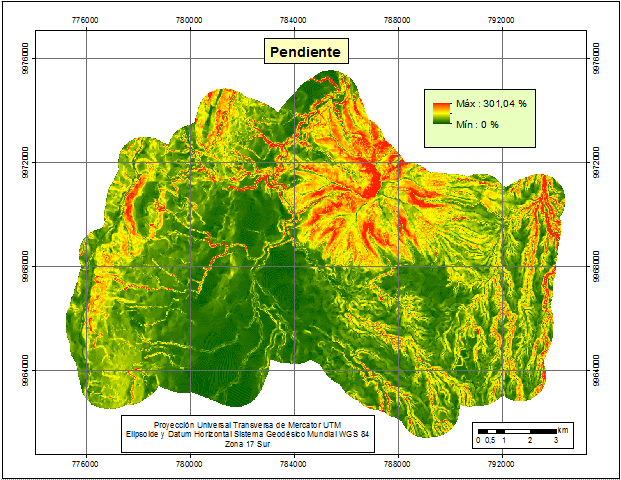 776000 780000 784000 788000 792000
Pendiente
9976000 9976000
Máx : 301,04 %
Mín : 0 %
9972000 9972000
9968000 9968000
9964000 9964000
Proyección Universal Transversa de Mercator UTM
Elipsoide y Datum Horizontal Sistema Geodésico Mundial WGS 84
Zona 17 Sur
km
0 0,5 1 2 3
776000 780000 784000 788000 792000